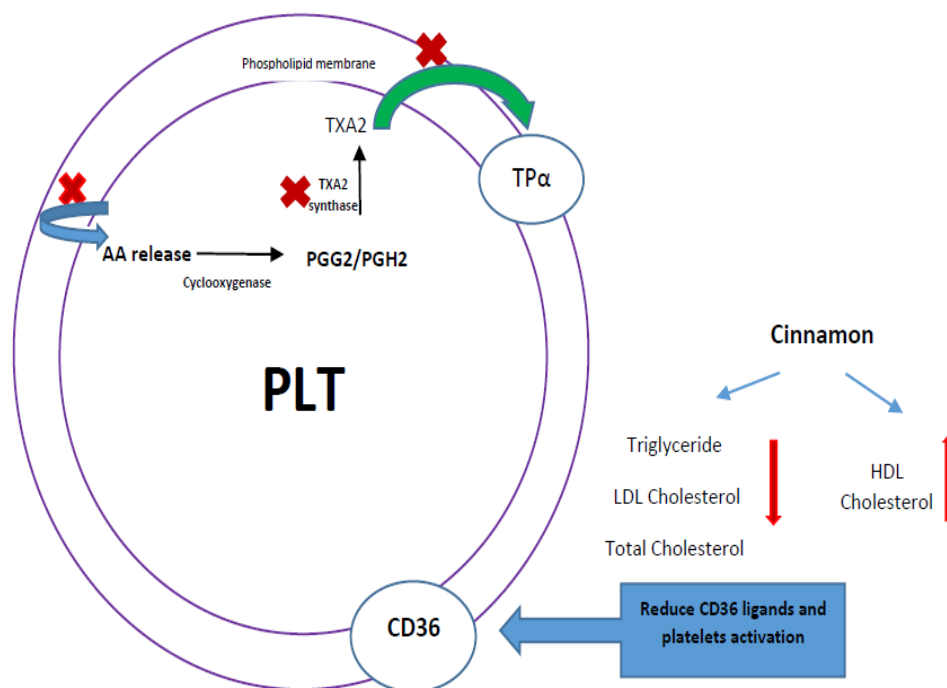 Phospholipid membrane
TXA2
TPα
TXA2
synthase
AA release
PGG2/PGH2
Cyclooxygenase
PLT
Cinnamon
Triglyceride
LDL Cholesterol
Total Cholesterol
HDL
Cholesterol
CD36
Reduce CD36 ligands and
platelets activation